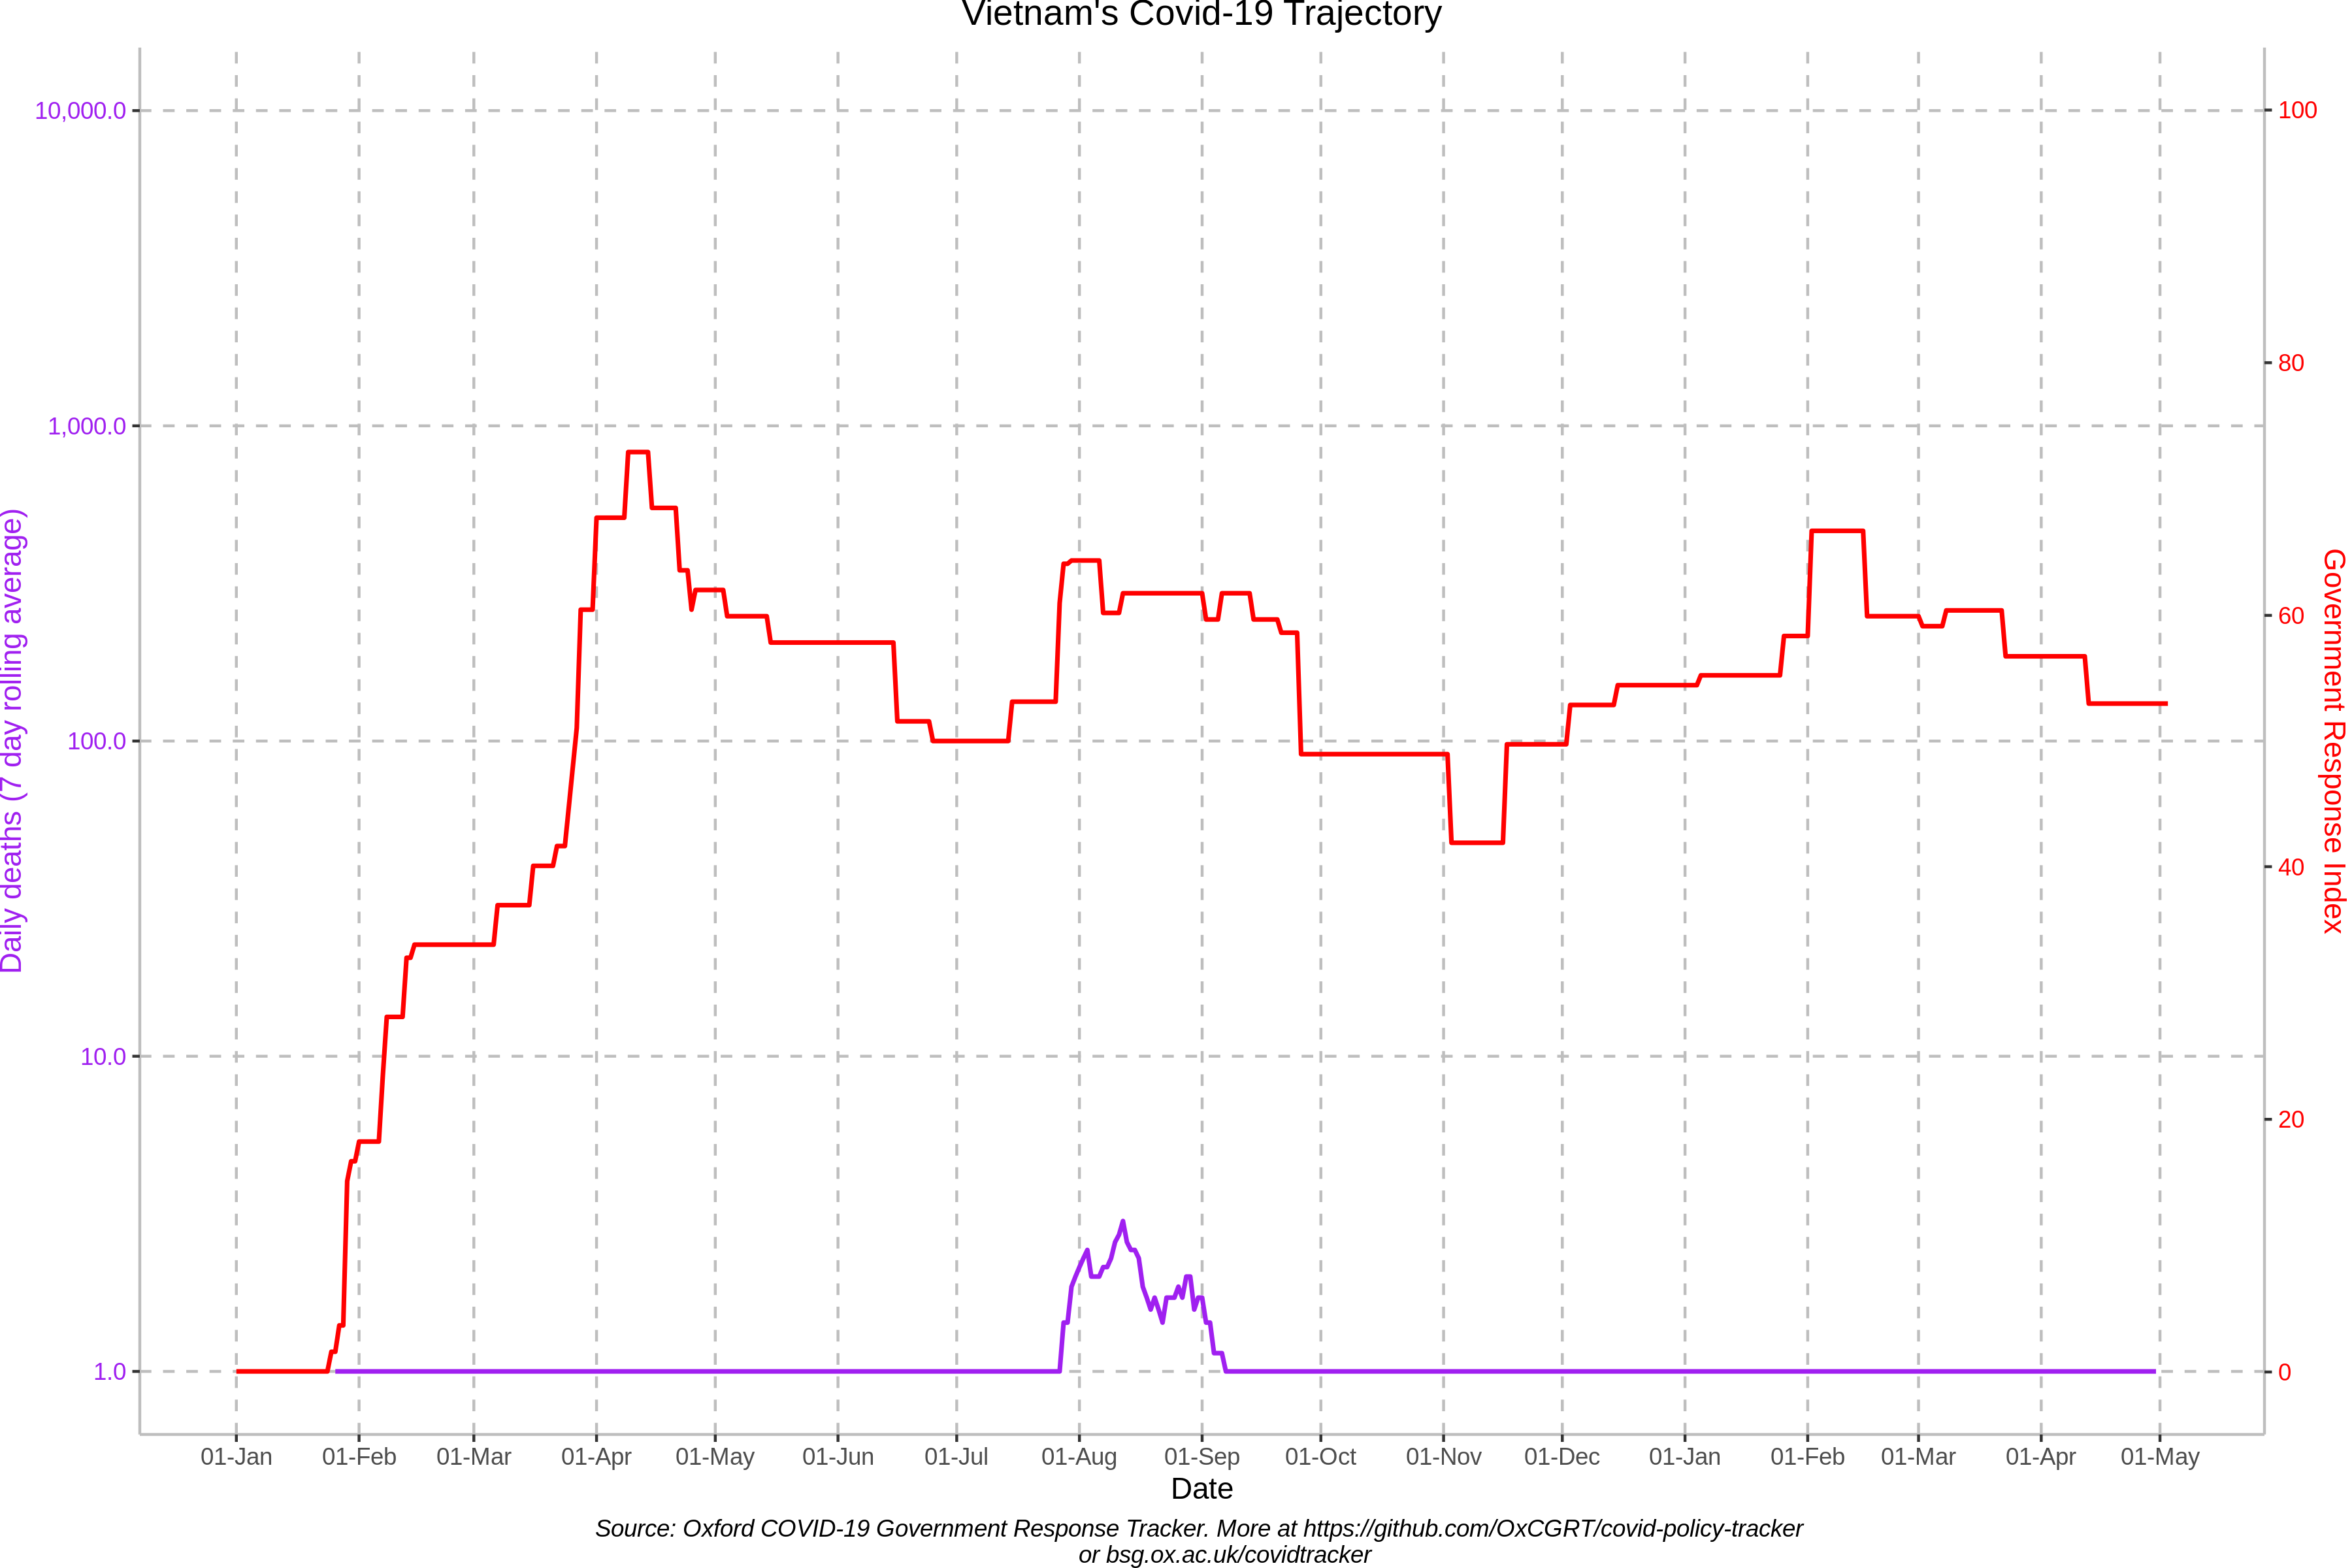 Vietnam's Covid-19 Trajectory
10,000.0
1,000.0
100.0
10.0
1.0
Daily deaths (7 day rolling average)
100
80
60
40
20
0
Government Response Index
01-Jan 01-Feb 01-Mar 01-Apr 01-May 01-Jun 01-Jul 01-Aug 01-Sep 01-Oct 01-Nov 01-Dec 01-Jan 01-Feb 01-Mar 01-Apr 01-May
Date
Source: Oxford COVID-19 Government Response Tracker. More at https://github.com/OxCGRT/covid-policy-tracker
or bsg.ox.ac.uk/covidtracker